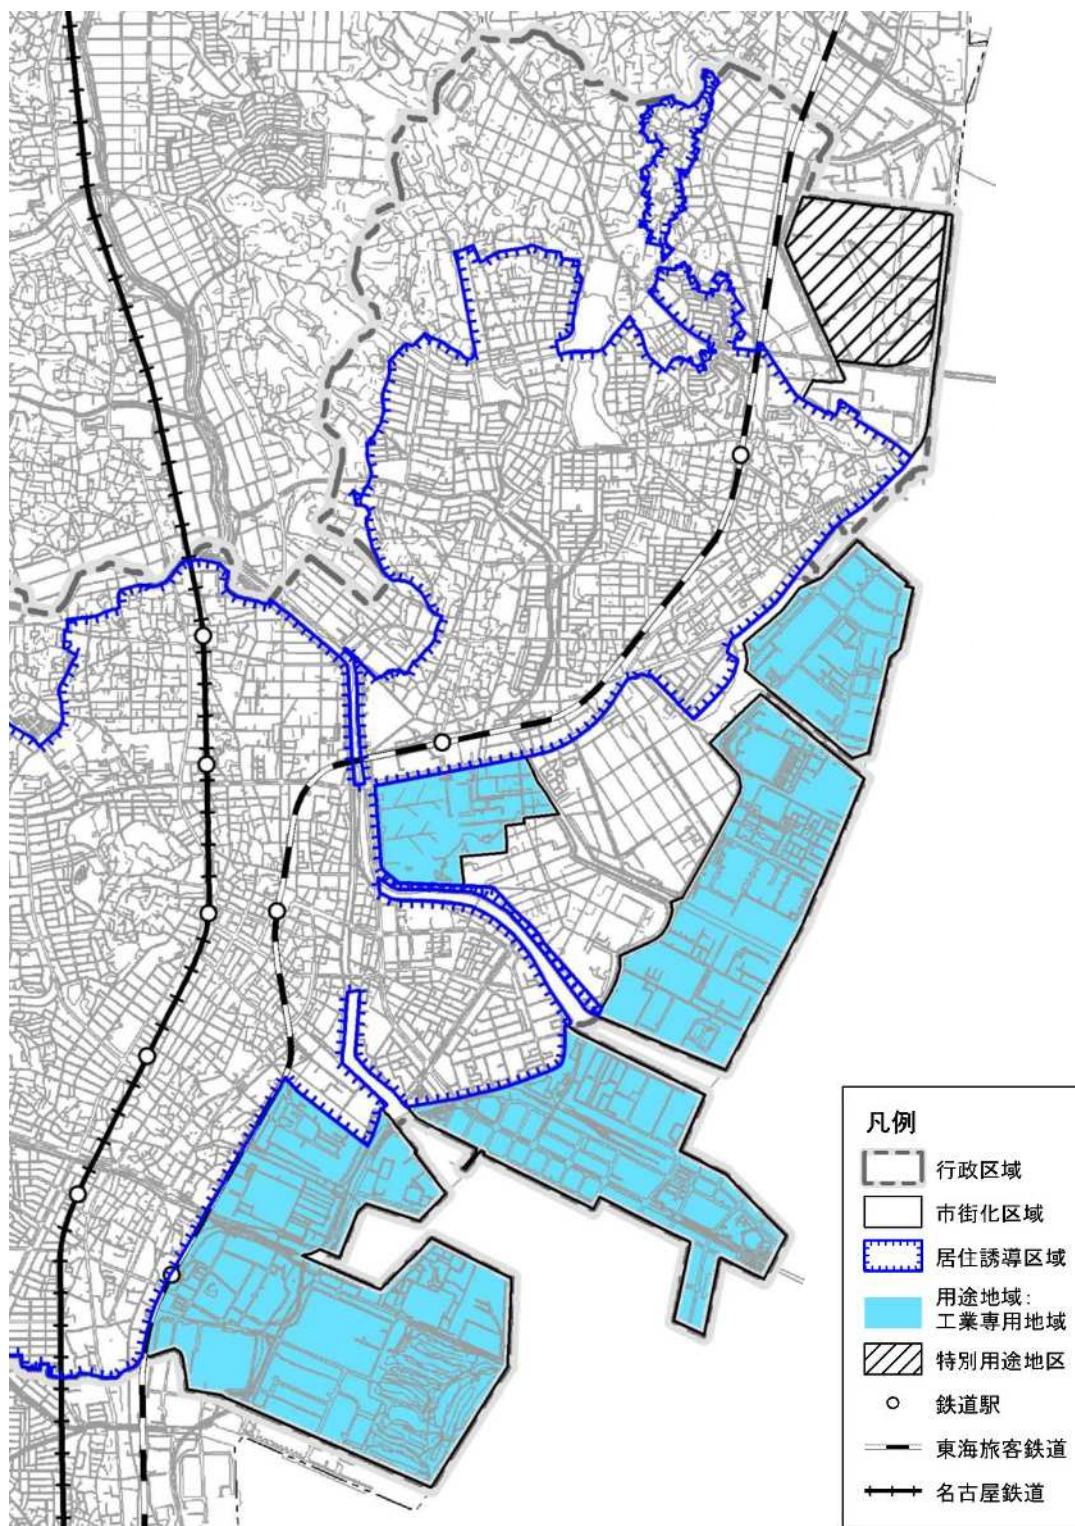 凡例
行政区域
市街化区域
居住誘導区域
用途地域:
工業専用地域
特別用途地区
鉄道駅
東海旅客鉄道
名古屋鉄道